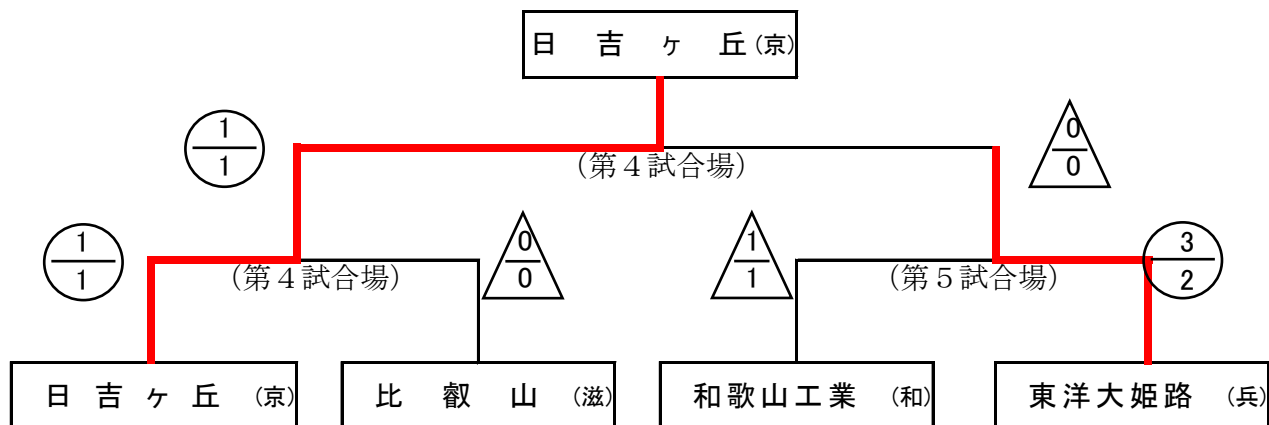 日吉ヶ丘(京)
1
1
(第4試合場)
0
0
1
1
(第4試合場)
0
0
1
1
(第5試合場)
3
2
日吉ヶ丘 (京)
比叡山 (滋)
和歌山工業 (和)
東洋大姫路 (兵)